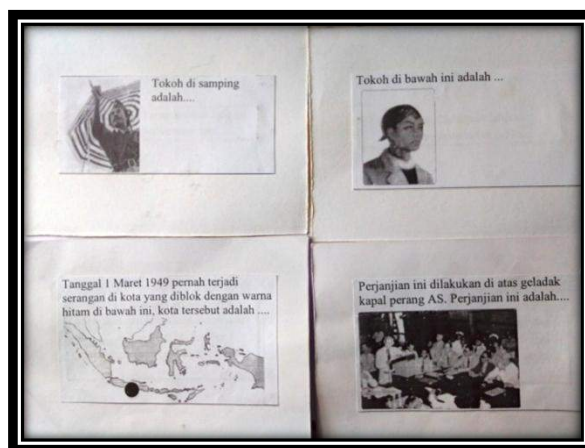 Tokoh di samping
adalah....
Tokoh di bawah ini adalah ...
Tanggal 1 Maret 1949 pernah terjadi
serangan di kota yang diblok dengan warna
hitam di bawah ini, kota tersebut adalah ....
Perjanjian ini dilakukan di atas geladak
kapal perang AS. Perjanjian ini adalah....